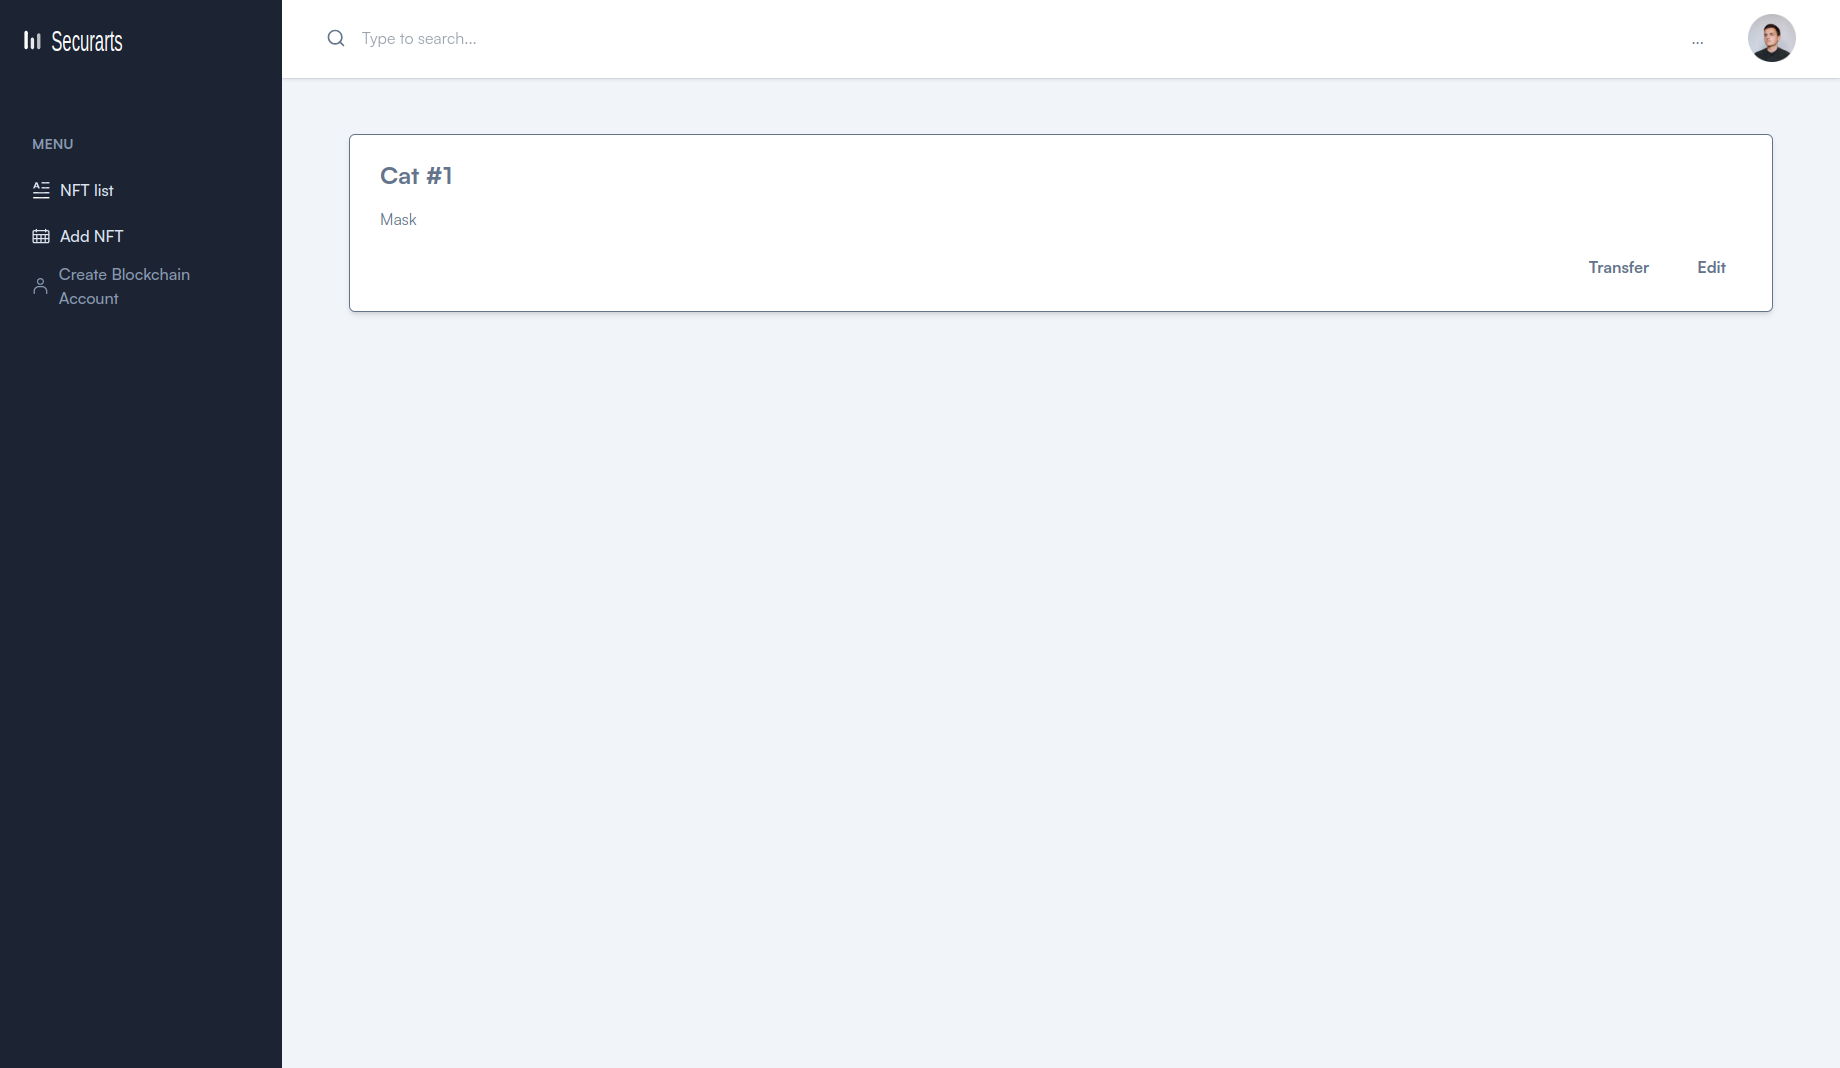 Securarts
Type to search...
...
MENU
NFT list
Add NFT
Create Blockchain
Account
Cat #1
Mask
Transfer
Edit